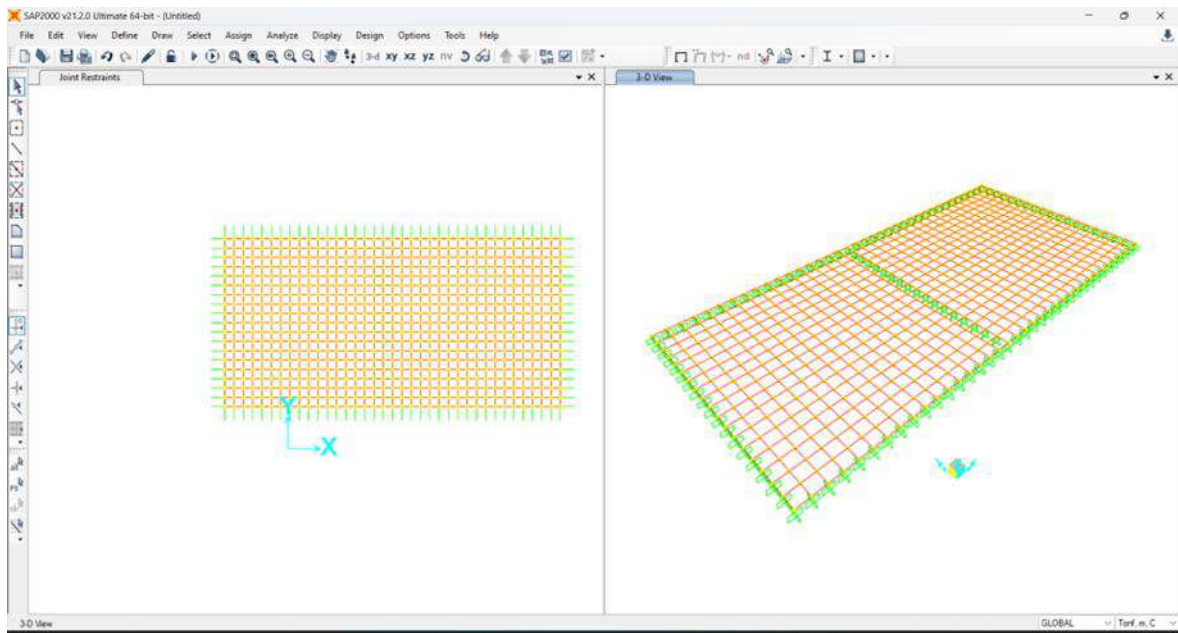 SAP2000 v21.2.0 Ultimate 64-bit - (Untitled)
File Edit View Define Draw Select Assign Analyze Display Design Options Tools Help
3-d xy xz yz nv nd
Joint Restraints
3-D View
Y
X
3-D View
GLOBAL
Tonf, m, C